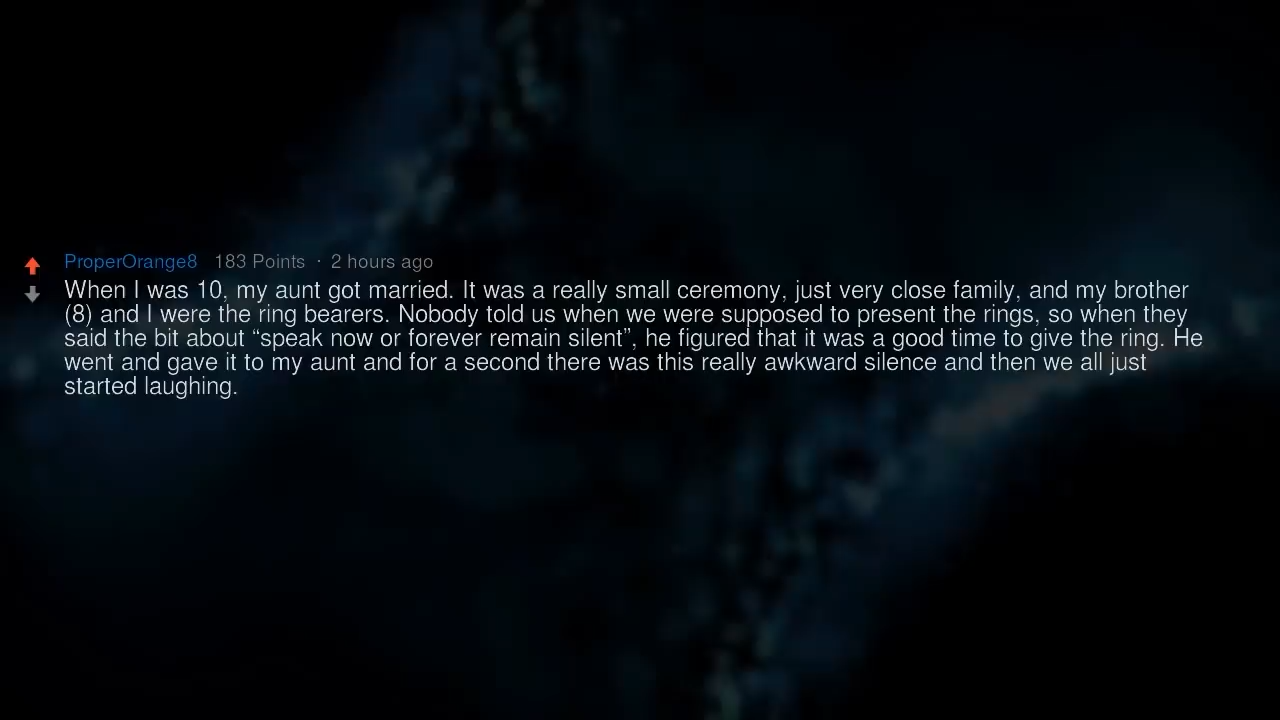 ProperOrange8 183 Points · 2 hours ago
When I was 10, my aunt got married. It was a really small ceremony, just very close family, and my brother
(8) and I were the ring bearers. Nobody told us when we were supposed to present the rings, so when they
said the bit about “speak now or forever remain silent”, he figured that it was a good time to give the ring. He
went and gave it to my aunt and for a second there was this really awkward silence and then we all just
started laughing.